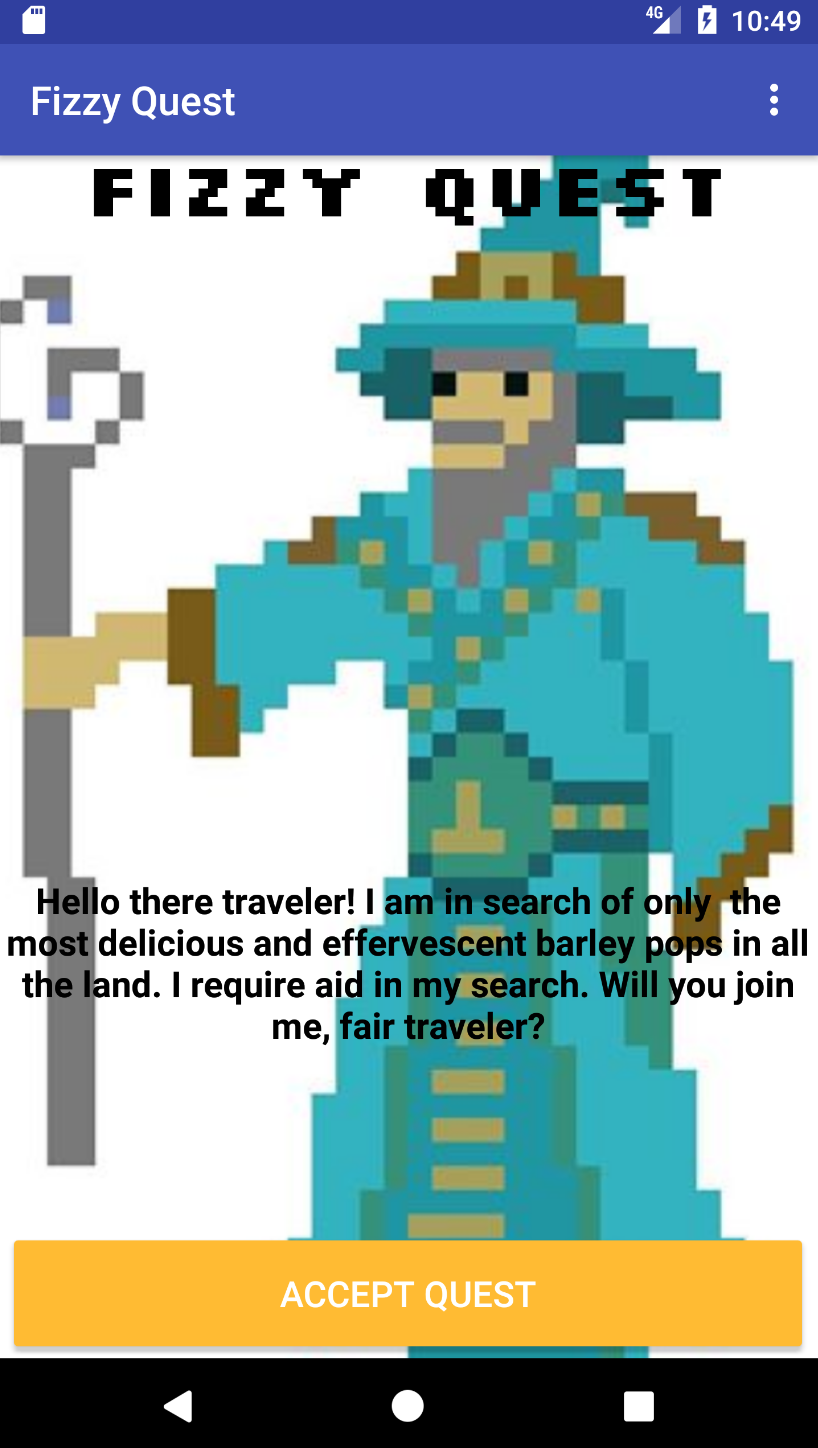 4G 10:49
Fizzy Quest
FIZZY QUEST
Hello there traveler! I am in search of only  the
most delicious and effervescent barley pops in all
the land. I require aid in my search. Will you join
me, fair traveler?
ACCEPT QUEST